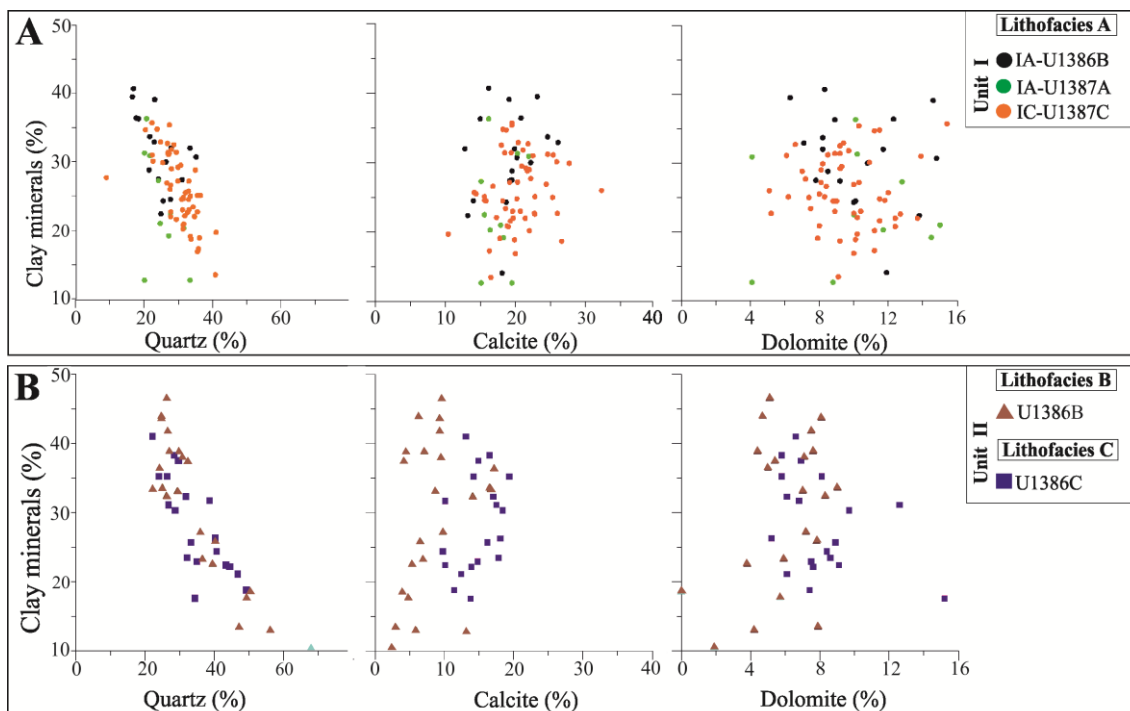 A
Clay minerals (%)
50
40
30
20
10
0 20 40 60
Quartz (%)
0 10 20 30 40
Calcite (%)
0 4 8 12 16
Dolomite (%)
Lithofacies A
Unit I
IA-U1386B
IA-U1387A
IC-U1387C
B
Clay minerals (%)
50
40
30
20
10
0 20 40 60
Quartz (%)
0 10 20 30 40
Calcite (%)
0 4 8 12 16
Dolomite (%)
Unit II
Lithofacies B
U1386B
Lithofacies C
U1386C